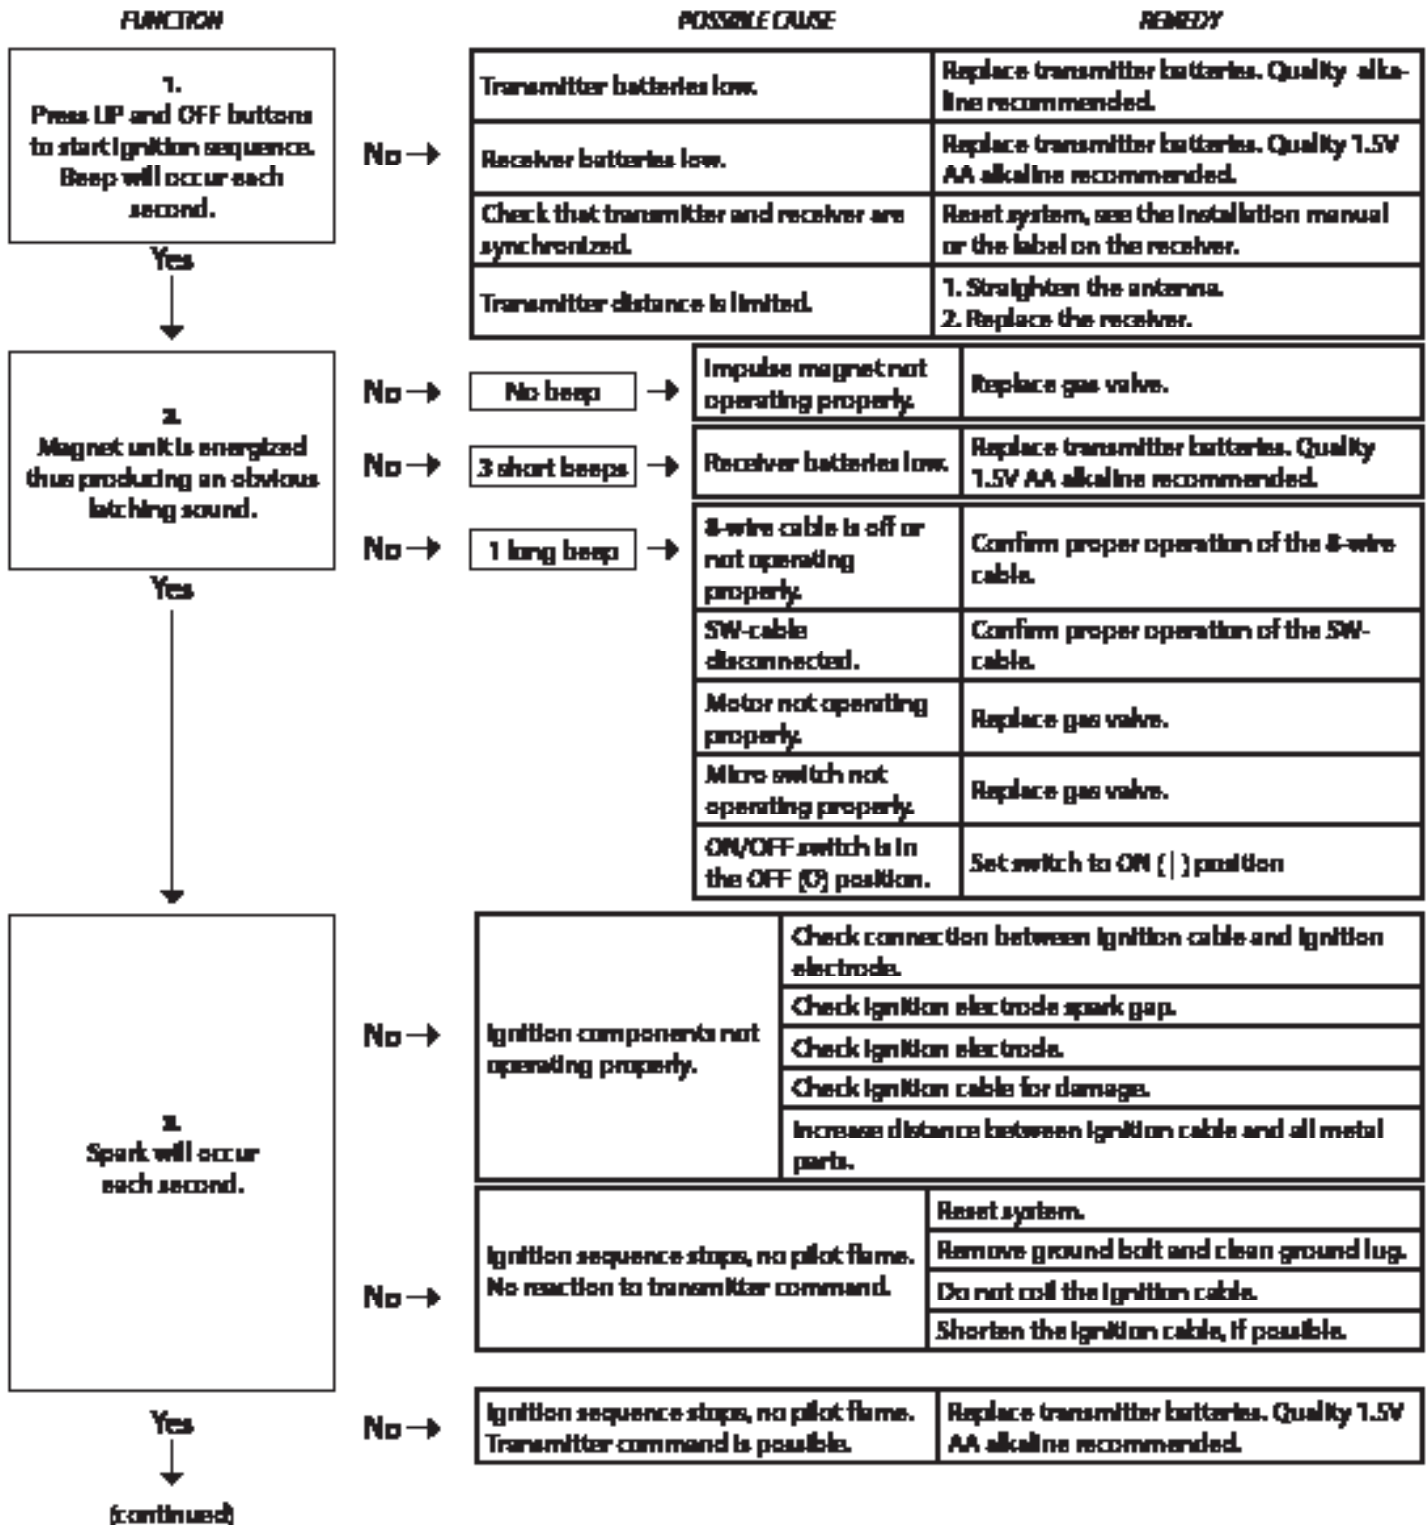 FUNCTION POSSIBLE CAUSE REMEDY
1.
Press UP and OFF buttons
to start ignition sequence.
Beep will occur each
second.
No
Transmitter batteries low.
Replace transmitter batteries. Quality alka-
line recommended.
Receiver batteries low.
Replace transmitter batteries. Quality 1.5V
AA alkaline recommended.
Check that transmitter and receiver are
synchronized.
Reset system, see the installation manual
or the label on the receiver.
Transmitter distance is limited.
1. Straighten the antenna.
2. Replace the receiver.
Yes
2.
Magnet unit is energized
thus producing an obvious
latching sound.
No
No beep
Impulse magnet not
operating properly.
Replace gas valve.
No
3 short beeps
Receiver batteries low.
Replace transmitter batteries. Quality
1.5V AA alkaline recommended.
No
1 long beep
8-wire cable is off or
not operating
properly.
Confirm proper operation of the 8-wire
cable.
SW-cable
disconnected.
Confirm proper operation of the SW-
cable.
Motor not operating
properly.
Replace gas valve.
Micro switch not
operating properly.
Replace gas valve.
ON/OFF switch is in
the OFF (O) position.
Set switch to ON ( | ) position
Yes
3.
Spark will occur
each second.
No
Ignition components not
operating properly.
Check connection between ignition cable and ignition
electrode.
Check ignition electrode spark gap.
Check ignition electrode.
Check ignition cable for damage.
Increase distance between ignition cable and all metal
parts.
No
Ignition sequence stops, no pilot flame.
No reaction to transmitter command.
Reset system.
Remove ground bolt and clean ground lug.
Do not coil the ignition cable.
Shorten the ignition cable, if possible.
No
Ignition sequence stops, no pilot flame.
Transmitter command is possible.
Replace transmitter batteries. Quality 1.5V
AA alkaline recommended.
Yes
(continued)